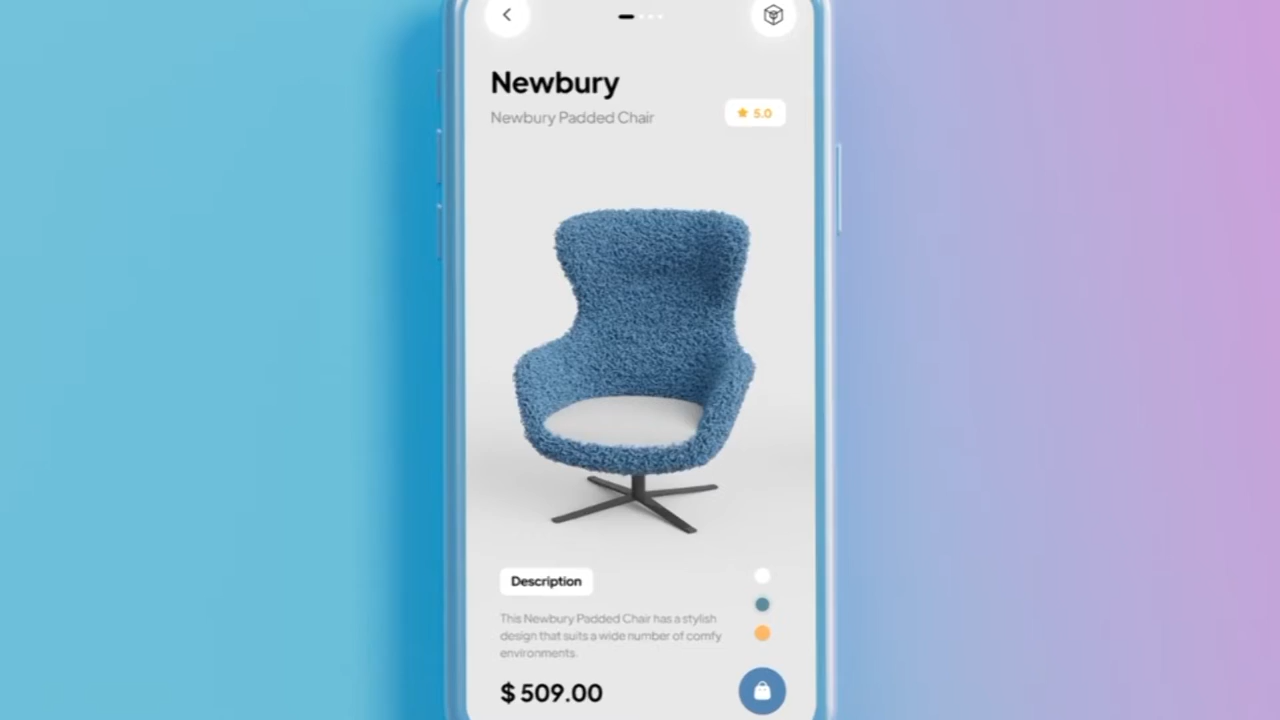 Newbury
Newbury Padded Chair
5.0
Description
This Newbury Padded Chair has a stylish
design that suits a wide number of comfy
environments.
$ 509.00